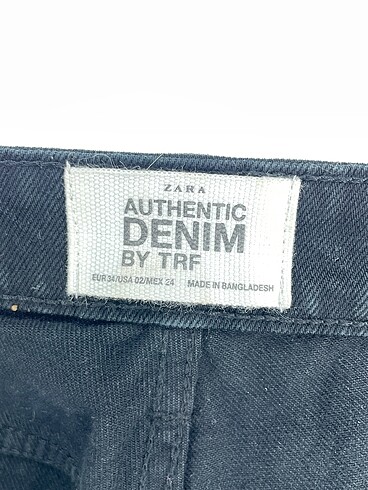 ZARA
AUTHENTIC
DENIM
BY TRF
EUR 34/USA 02/MEX 24 MADE IN BANGLADESH